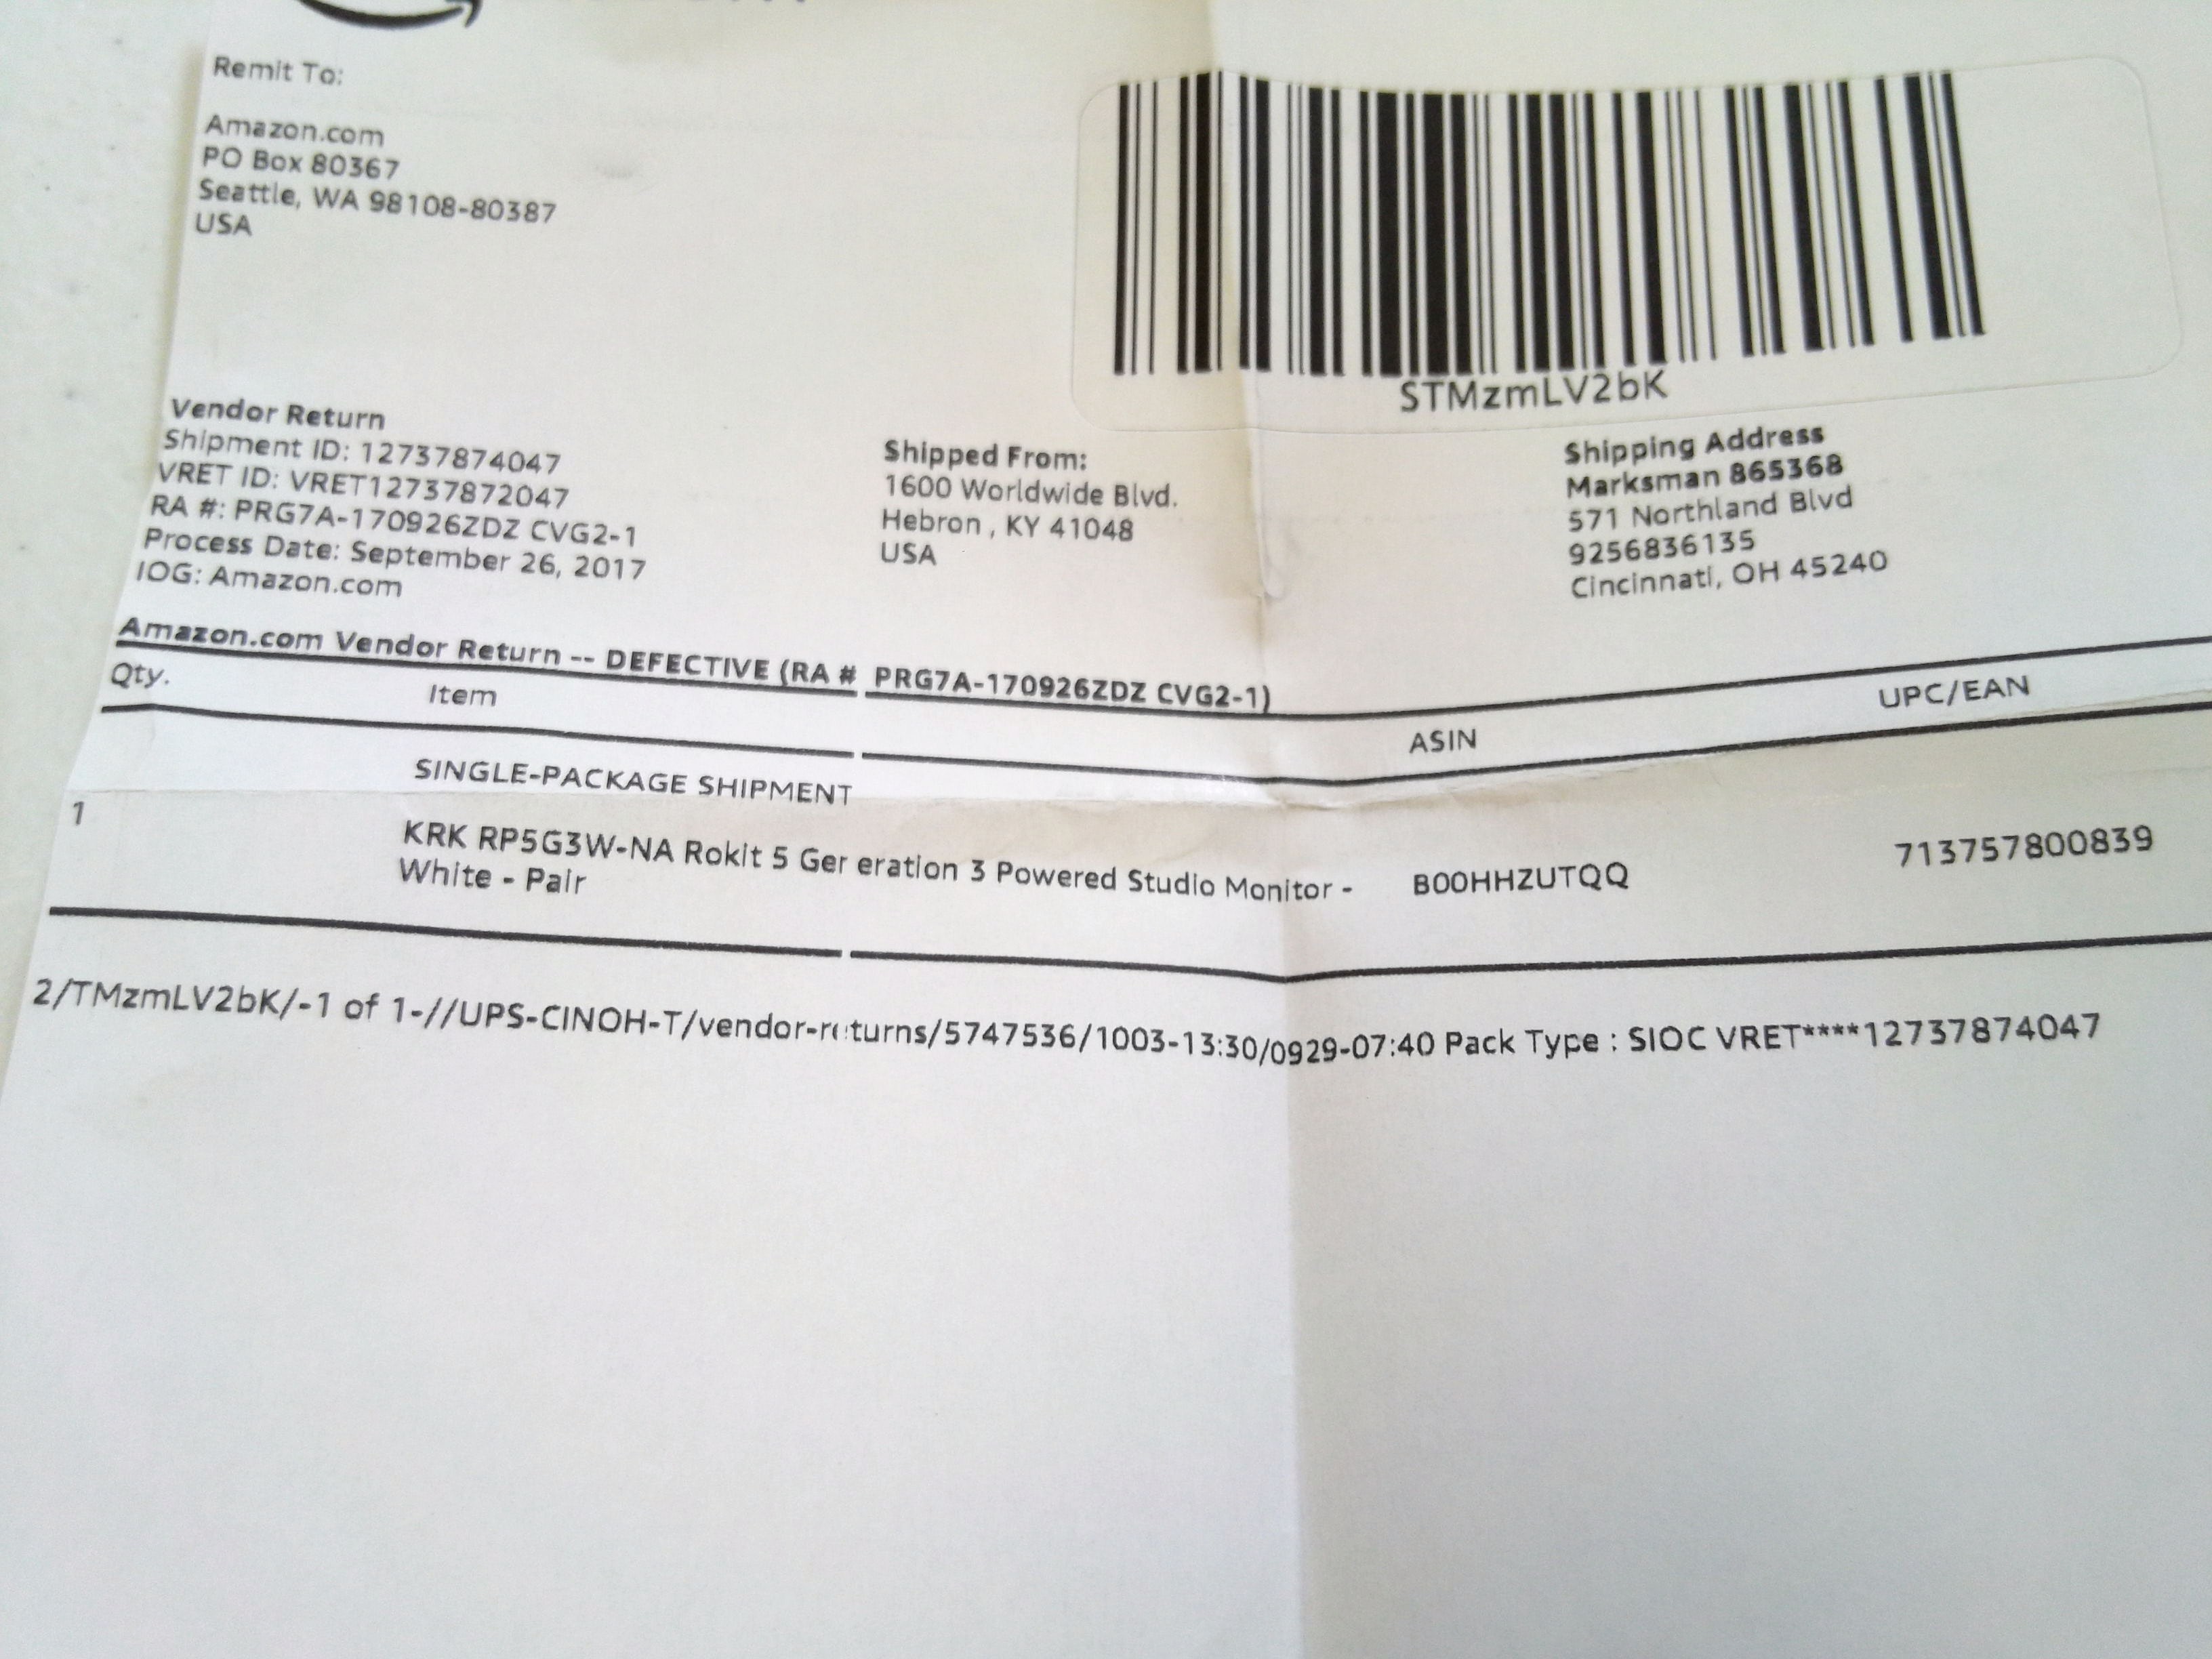 Remit To:
Amazon.com
PO Box 80367
Seattle, WA 98108-80387
USA
STMzmLV2bK
Vendor Return
Shipment ID: 12737874047
VRET ID: VRET12737872047
RA #: PRG7A-170926ZDZ CVG2-1
Process Date: September 26, 2017
IOG: Amazon.com
Shipped From:
1600 Worldwide Blvd.
Hebron , KY 41048
USA
Shipping Address
Marksman 865368
571 Northland Blvd
9256836135
Cincinnati, OH 45240
Amazon.com Vendor Return -- DEFECTIVE (RA # PRG7A-170926ZDZ CVG2-1)
Qty. Item ASIN UPC/EAN
SINGLE-PACKAGE SHIPMENT
1 KRK RP5G3W-NA Rokit 5 Generation 3 Powered Studio Monitor - B00HHZUTQQ 713757800839
White - Pair
2/TMzmLV2bK/-1 of 1-//UPS-CINOH-T/vendor-returns/5747536/1003-13:30/0929-07:40 Pack Type : SIOC VRET****12737874047